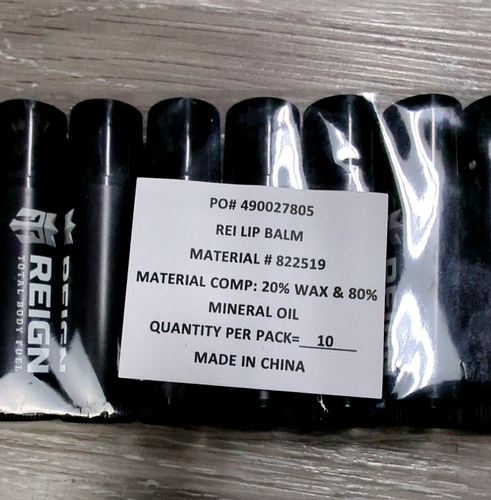 PO# 490027805
REI LIP BALM
MATERIAL # 822519
MATERIAL COMP: 20% WAX & 80%
MINERAL OIL
QUANTITY PER PACK= 10
MADE IN CHINA
REIGN
TOTAL BODY FUEL
REIGN